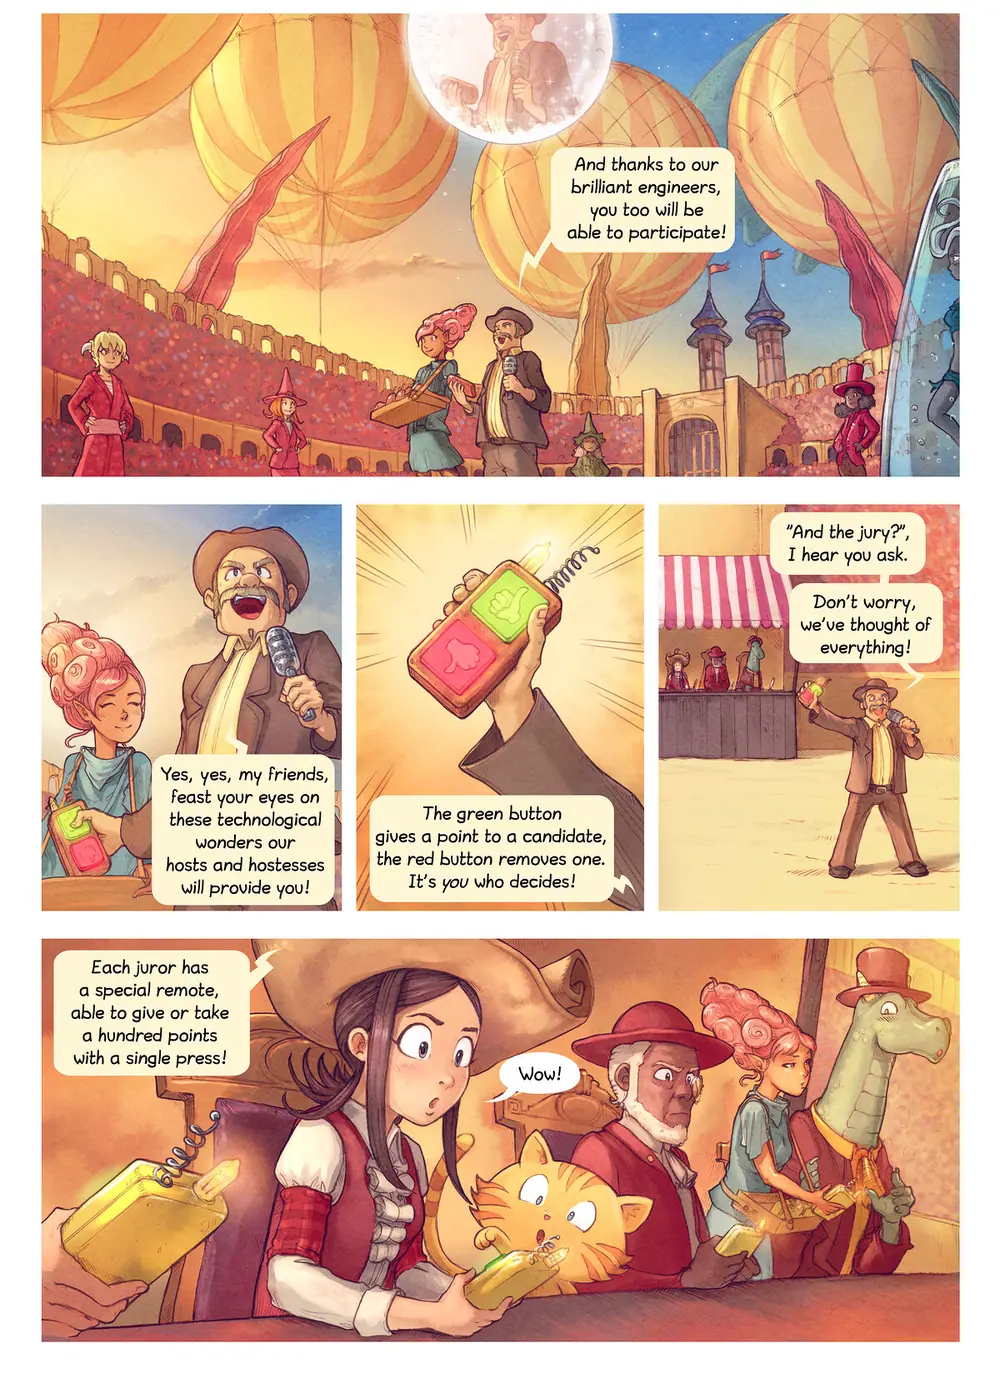 And thanks to our
brilliant engineers,
you too will be
able to participate!
Yes, yes, my friends,
feast your eyes on
these technological
wonders our
hosts and hostesses
will provide you!
The green button
gives a point to a candidate,
the red button removes one.
It's you who decides!
"And the jury?",
I hear you ask.
Don't worry,
we've thought of
everything!
Each juror has
a special remote,
able to give or take
a hundred points
with a single press!
Wow!